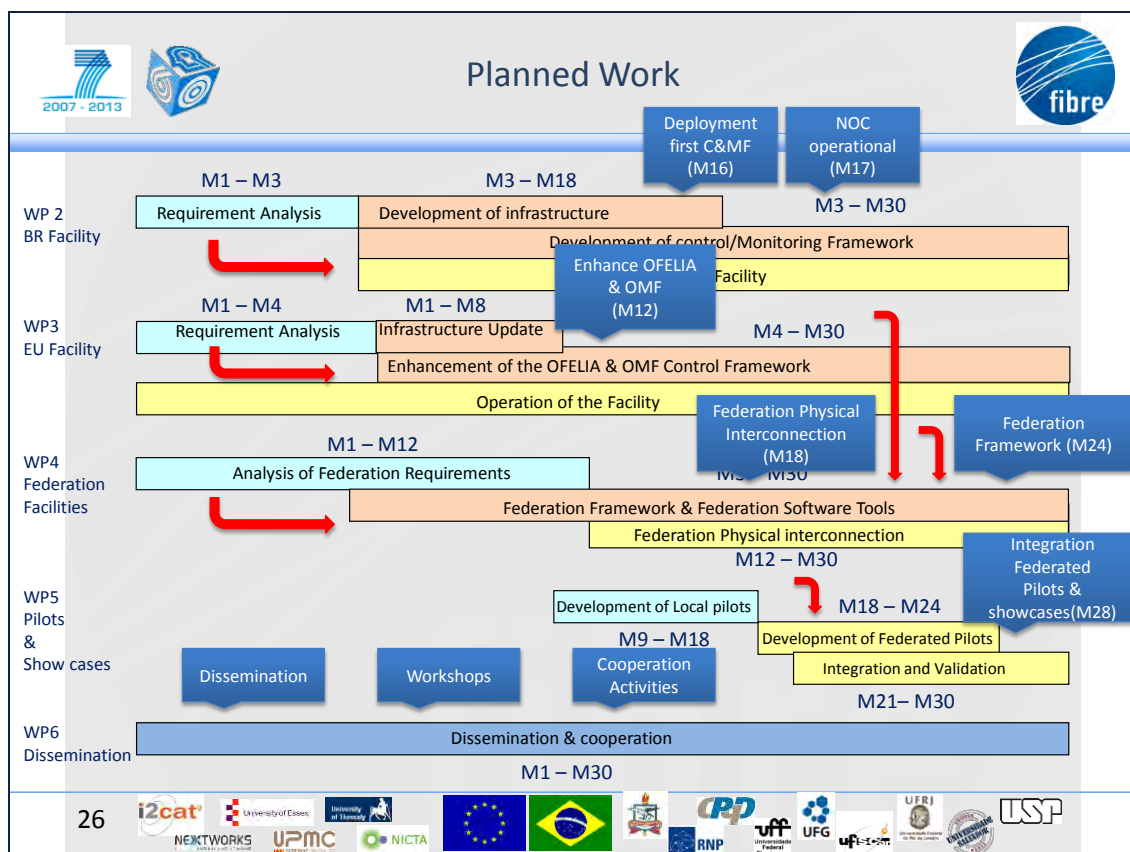 Planned Work
2007 - 2013
fibre
Deployment
first C&MF
(M16)
NOC
operational
(M17)
M1 – M3
M3 – M18
M3 – M30
WP 2
BR Facility
Requirement Analysis
Development of infrastructure
Development of control/Monitoring Framework
Facility
Enhance OFELIA
& OMF
(M12)
M1 – M4
M1 – M8
M4 – M30
WP3
EU Facility
Requirement Analysis
Infrastructure Update
Enhancement of the OFELIA & OMF Control Framework
Operation of the Facility
Federation Physical
Interconnection
(M18)
Federation
Framework (M24)
M1 – M12
WP4
Federation
Facilities
Analysis of Federation Requirements
Federation Framework & Federation Software Tools
Federation Physical interconnection
M12 – M30
Integration
Federated
Pilots &
showcases(M28)
WP5
Pilots
&
Show cases
Development of Local pilots
M18 – M24
M9 – M18
Development of Federated Pilots
Integration and Validation
M21– M30
Dissemination
Workshops
Cooperation
Activities
WP6
Dissemination
Dissemination & cooperation
M1 – M30
26
i2cat
University of Essex
University
of Thessaly
NEXTWORKS
UPMC
NICTA
CPqD
RNP
uff
Universidade
Federal
UFG
UFRJ
UNIVERSIDADE
SALVADOR
USP